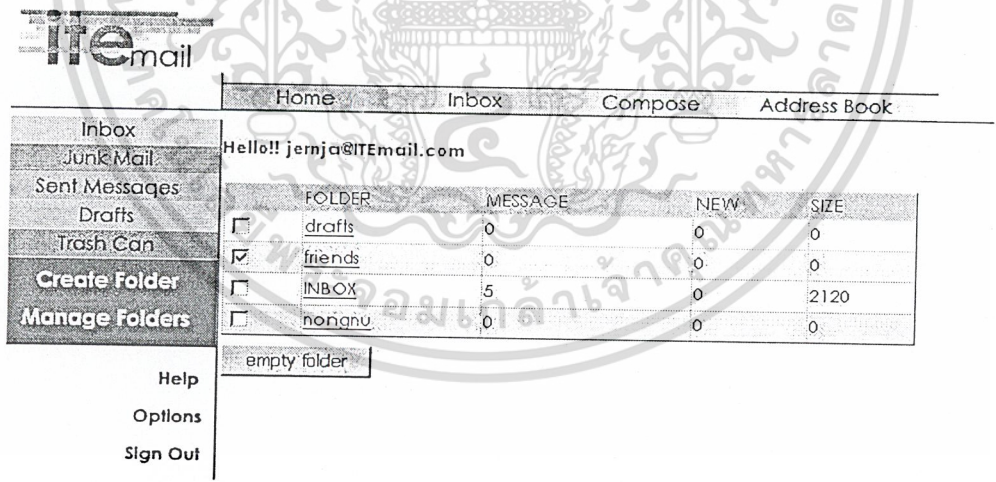 ITEmail
Home Inbox Compose Address Book
Inbox
Junk Mail
Sent Messages
Drafts
Trash Can
Create Folder
Manage Folders
Help
Options
Sign Out
Hello!! jernja@ITEmail.com
FOLDER MESSAGE NEW SIZE
drafts 0 0 0
friends 0 0 0
INBOX 5 0 2120
nongnu 0 0 0
empty folder